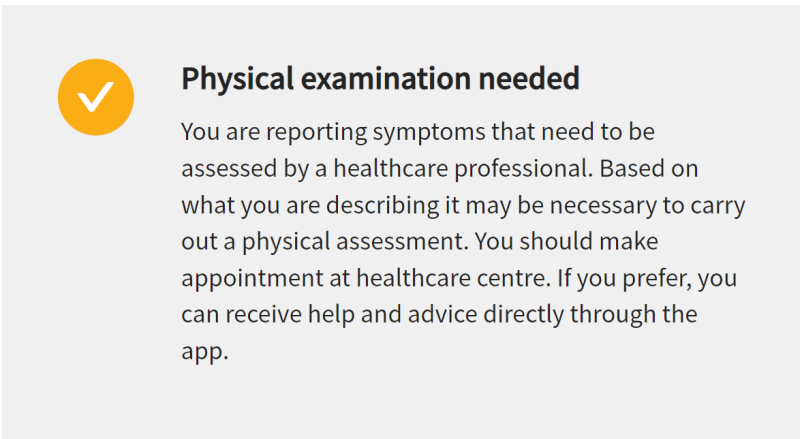 Physical examination needed
You are reporting symptoms that need to be
assessed by a healthcare professional. Based on
what you are describing it may be necessary to carry
out a physical assessment. You should make
appointment at healthcare centre. If you prefer, you
can receive help and advice directly through the
app.